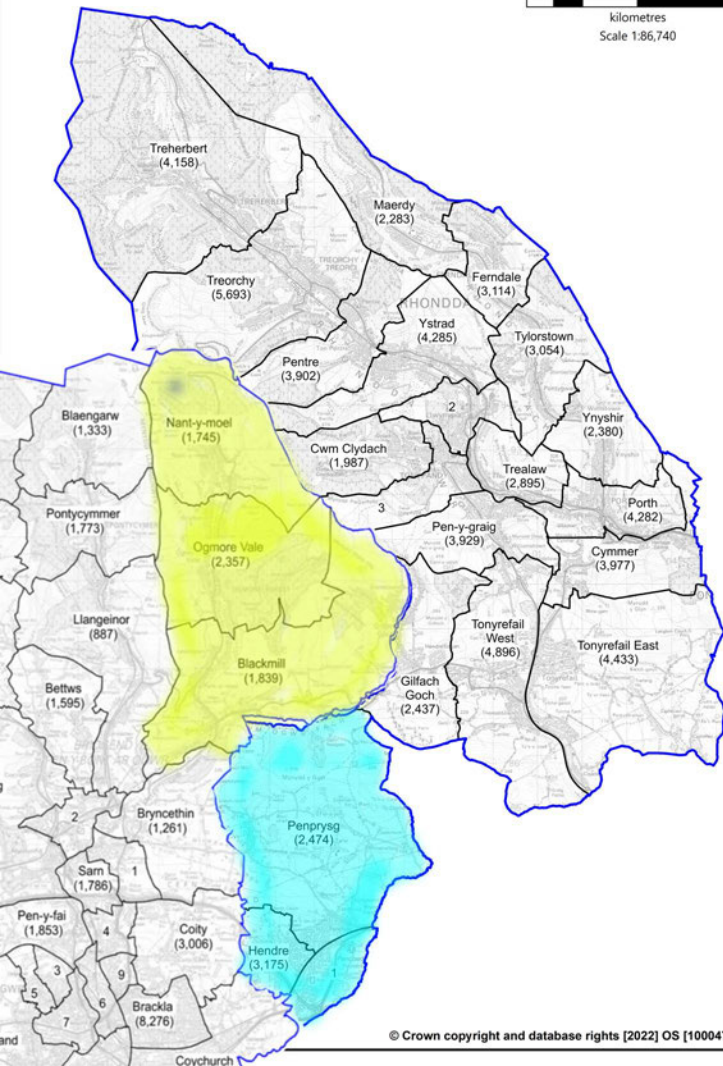 kilometres
Scale 1:86,740
Treherbert
(4,158)
Maerdy
(2,283)
Treorchy
(5,693)
Ferndale
(3,114)
RHONDDA
Ystrad
(4,285)
Tylorstown
(3,054)
Pentre
(3,902)
Blaengarw
(1,333)
Nant-y-moel
(1,745)
2
Ynyshir
(2,380)
Cwm Clydach
(1,987)
Trealaw
(2,895)
Pontycymmer
(1,773)
3
Porth
(4,282)
Pen-y-graig
(3,929)
Ogmore Vale
(2,357)
Cymmer
(3,977)
Llangeinor
(887)
Tonyrefail
West
(4,896)
Tonyrefail East
(4,433)
Blackmill
(1,839)
Gilfach
Goch
(2,437)
Bettws
(1,595)
2
Bryncethin
(1,261)
Penprysg
(2,474)
Sarn
(1,786)
1
Pen-y-fai
(1,853)
4
Coity
(3,006)
Hendre
(3,175)
1
3
9
5
6
Brackla
(8,276)
7
Coychurch
© Crown copyright and database rights [2022] OS [100047